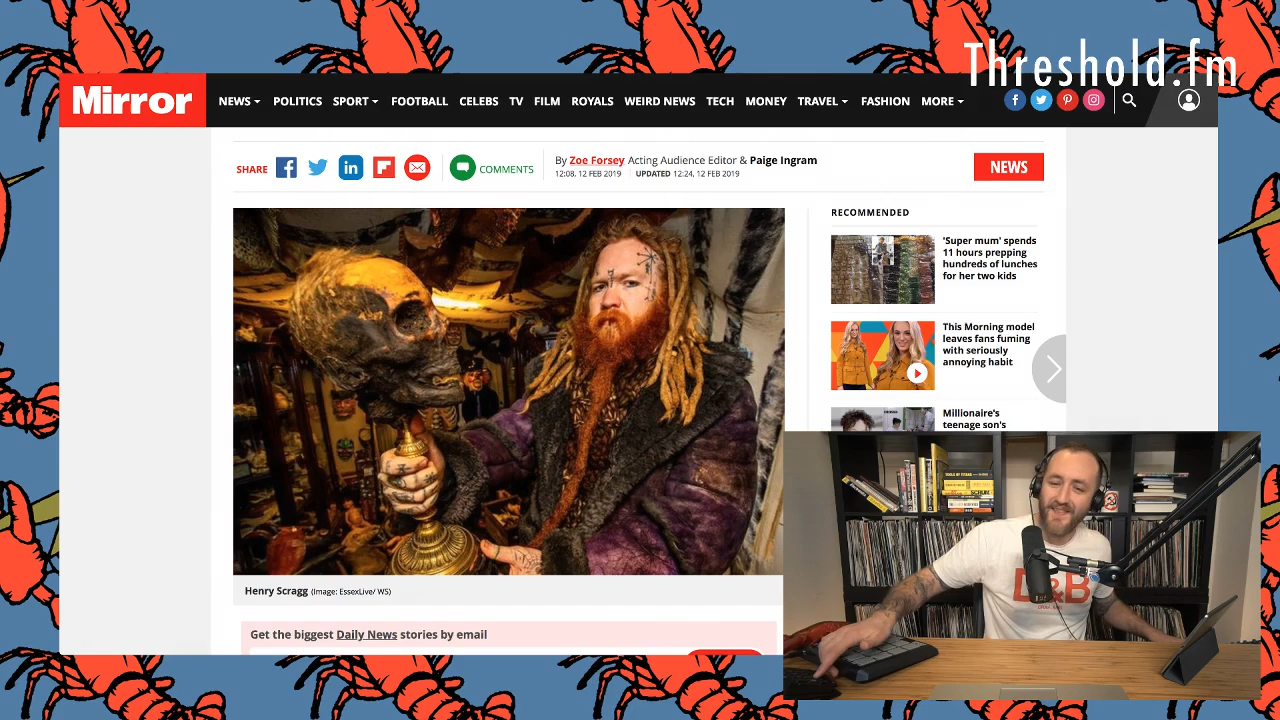 Threshold.fm
Mirror
NEWS POLITICS SPORT FOOTBALL CELEBS TV FILM ROYALS WEIRD NEWS TECH MONEY TRAVEL FASHION MORE
SHARE
COMMENTS
By Zoe Forsey Acting Audience Editor & Paige Ingram
12:08, 12 FEB 2019 UPDATED 12:24, 12 FEB 2019
NEWS
RECOMMENDED
'Super mum' spends
11 hours prepping
hundreds of lunches
for her two kids
This Morning model
leaves fans fuming
with seriously
annoying habit
Millionaire's
teenage son's
Henry Scragg (Image: EssexLive/ WS)
Get the biggest Daily News stories by email
D&B